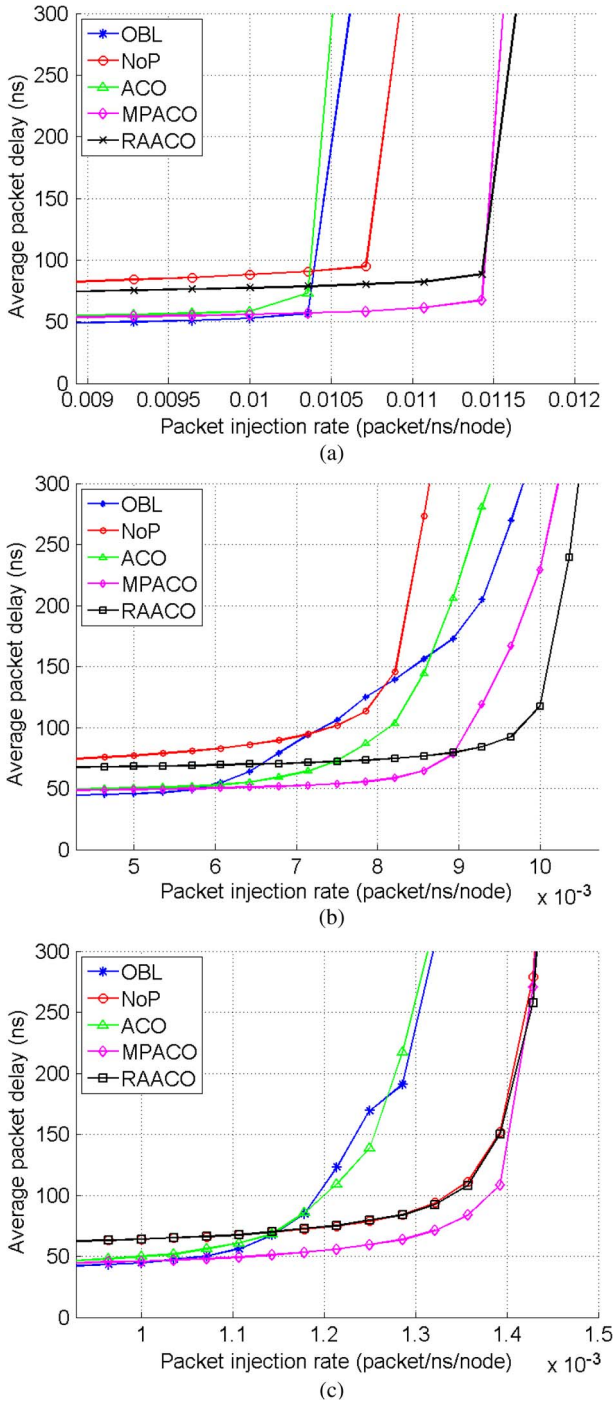 300
250
200
150
100
50
0
Average packet delay (ns)
OBL
NoP
ACO
MPACO
RAACO
0.009 0.0095 0.01 0.0105 0.011 0.0115 0.012
Packet injection rate (packet/ns/node)
(a)
300
250
200
150
100
50
0
Average packet delay (ns)
OBL
NoP
ACO
MPACO
RAACO
5 6 7 8 9 10
Packet injection rate (packet/ns/node) x 10⁻³
(b)
300
250
200
150
100
50
0
Average packet delay (ns)
OBL
NoP
ACO
MPACO
RAACO
1 1.1 1.2 1.3 1.4 1.5
Packet injection rate (packet/ns/node) x 10⁻³
(c)